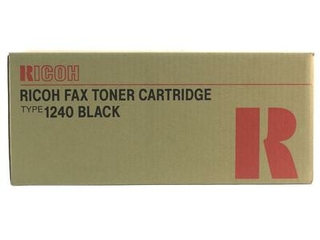 RICOH
RICOH FAX TONER CARTRIDGE
TYPE 1240 BLACK
R